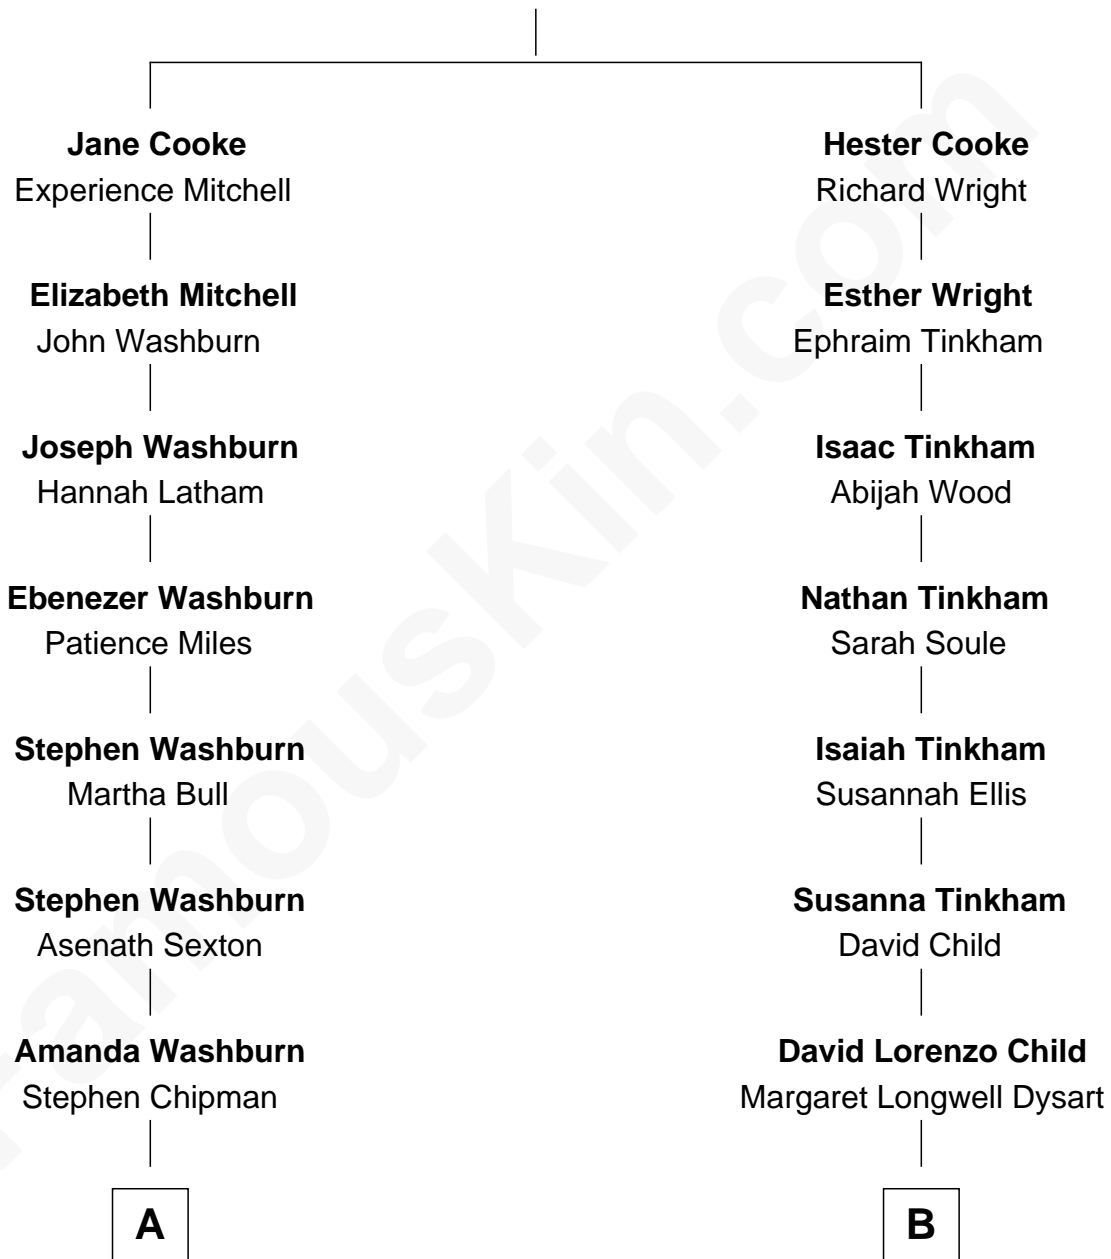 Jane Cooke
Experience Mitchell
Elizabeth Mitchell
John Washburn
Joseph Washburn
Hannah Latham
Ebenezer Washburn
Patience Miles
Stephen Washburn
Martha Bull
Stephen Washburn
Asenath Sexton
Amanda Washburn
Stephen Chipman
A
Hester Cooke
Richard Wright
Esther Wright
Ephraim Tinkham
Isaac Tinkham
Abijah Wood
Nathan Tinkham
Sarah Soule
Isaiah Tinkham
Susannah Ellis
Susanna Tinkham
David Child
David Lorenzo Child
Margaret Longwell Dysart
B
FamousKin.com